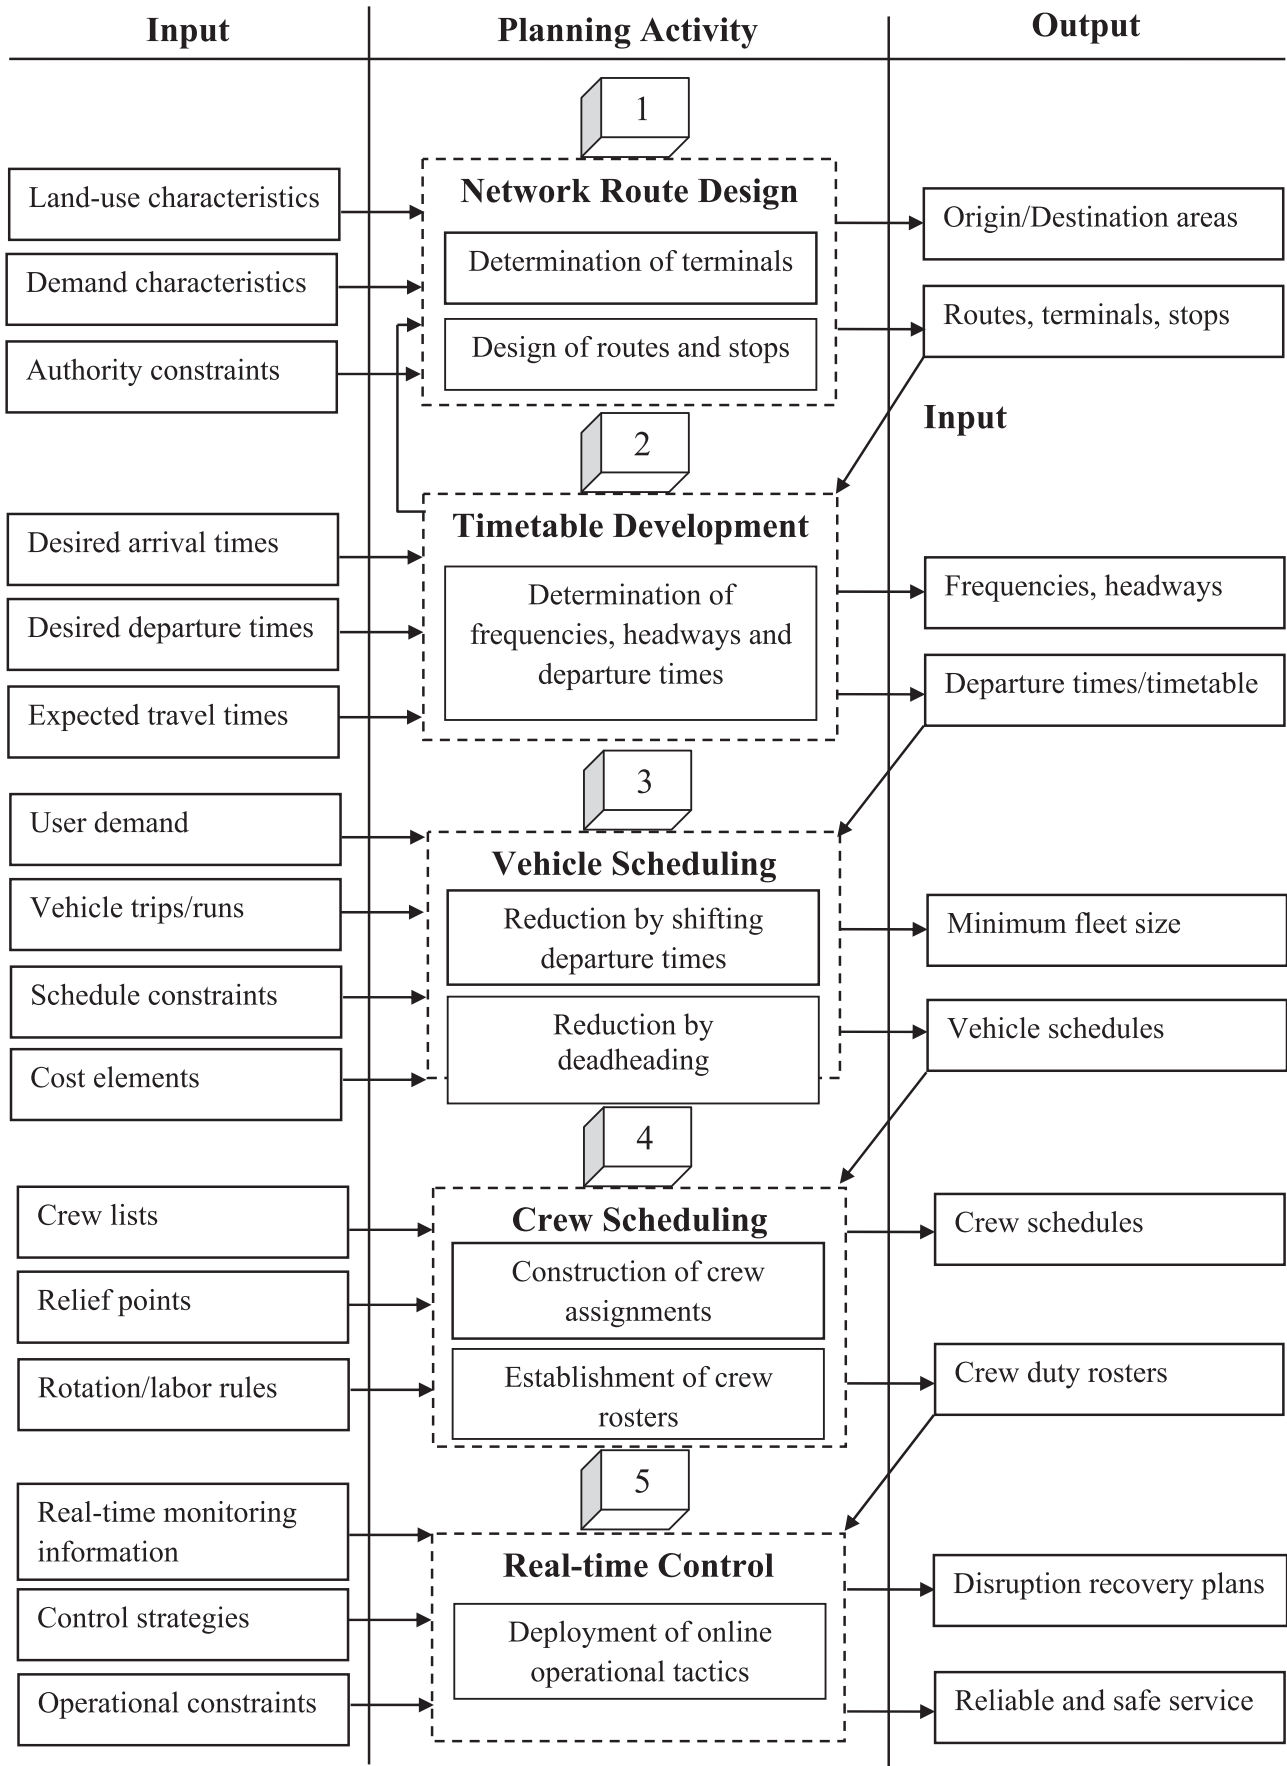 Input
Planning Activity
Output
1
Land-use characteristics
Demand characteristics
Authority constraints
Network Route Design
Determination of terminals
Design of routes and stops
Origin/Destination areas
Routes, terminals, stops
Input
2
Desired arrival times
Desired departure times
Expected travel times
Timetable Development
Determination of
frequencies, headways and
departure times
Frequencies, headways
Departure times/timetable
3
User demand
Vehicle trips/runs
Schedule constraints
Cost elements
Vehicle Scheduling
Reduction by shifting
departure times
Reduction by
deadheading
Minimum fleet size
Vehicle schedules
4
Crew lists
Relief points
Rotation/labor rules
Crew Scheduling
Construction of crew
assignments
Establishment of crew
rosters
Crew schedules
Crew duty rosters
5
Real-time monitoring
information
Control strategies
Operational constraints
Real-time Control
Deployment of online
operational tactics
Disruption recovery plans
Reliable and safe service